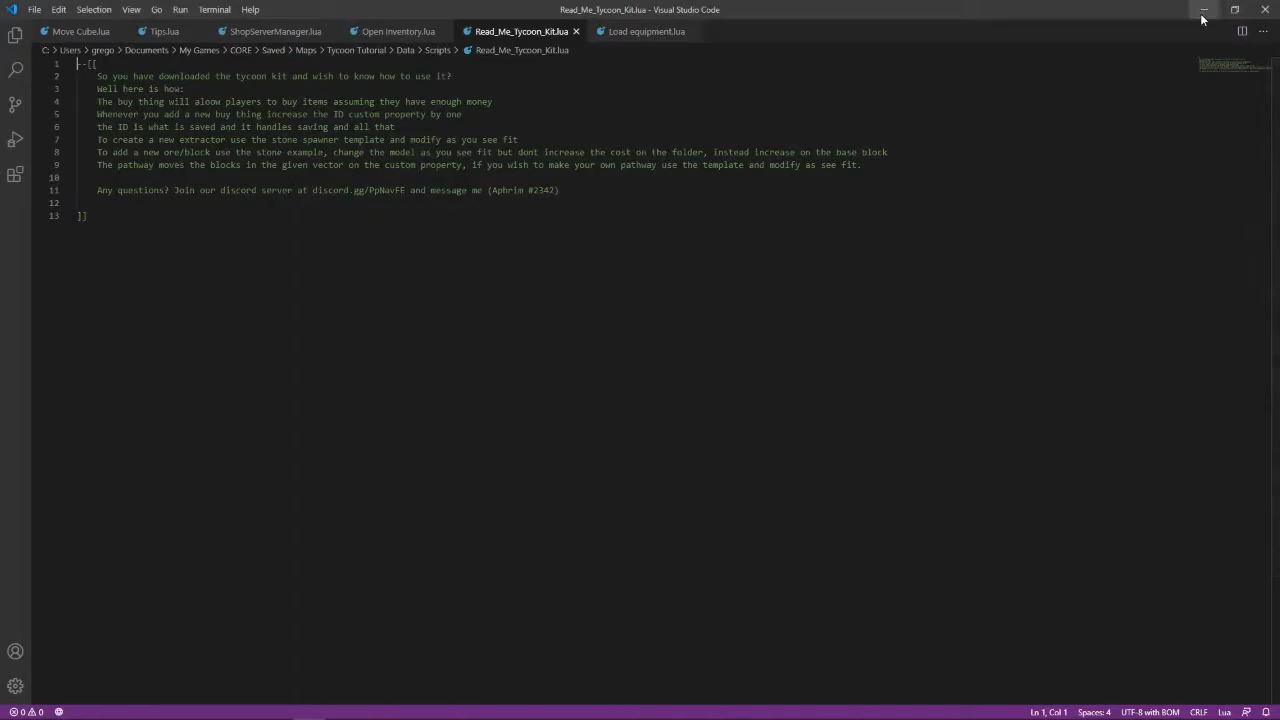 File Edit Selection View Go Run Terminal Help Read_Me_Tycoon_Kit.lua - Visual Studio Code
Move Cube.lua Tips.lua ShopServerManager.lua Open Inventory.lua Read_Me_Tycoon_Kit.lua Load equipment.lua
C: > Users > grego > Documents > My Games > CORE > Saved > Maps > Tycoon Tutorial > Data > Scripts > Read_Me_Tycoon_Kit.lua
1 --[[
2 So you have downloaded the tycoon kit and wish to know how to use it?
3 Well here is how:
4 The buy thing will aloow players to buy items assuming they have enough money
5 Whenever you add a new buy thing increase the ID custom property by one
6 the ID is what is saved and it handles saving and all that
7 To create a new extractor use the stone spawner template and modify as you see fit
8 To add a new ore/block use the stone example, change the model as you see fit but dont increase the cost on the folder, instead increase on the base block
9 The pathway moves the blocks in the given vector on the custom property, if you wish to make your own pathway use the template and modify as see fit.
10
11 Any questions? Join our discord server at discord.gg/PpNavFE and message me (Aphrim #2342)
12
13 ]]
0 0 Ln 1, Col 1 Spaces: 4 UTF-8 with BOM CRLF Lua